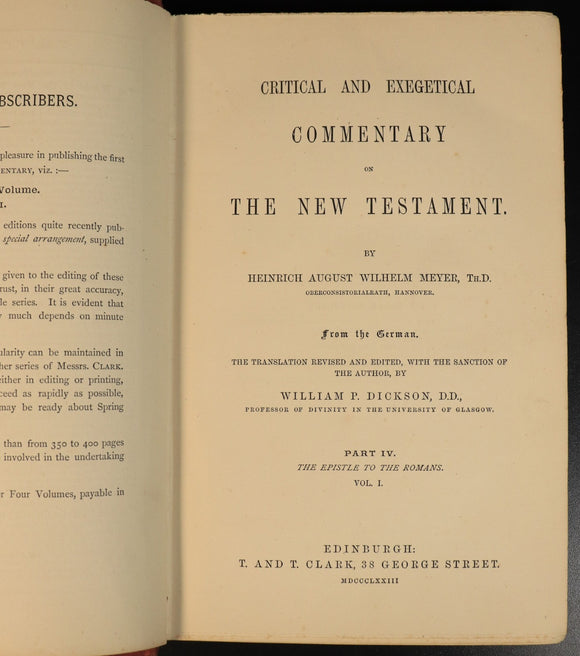 BSCRIBERS.
pleasure in publishing the first
ENTARY, viz. :—
Volume.
I.
editions quite recently pub-
special arrangement, supplied
given to the editing of these
rust, in their great accuracy,
le series. It is evident that
much depends on minute
ularity can be maintained in
her series of Messrs. CLARK.
either in editing or printing,
ceed as rapidly as possible,
may be ready about Spring
than from 350 to 400 pages
involved in the undertaking
r Four Volumes, payable in
CRITICAL AND EXEGETICAL
COMMENTARY
ON
THE NEW TESTAMENT.
BY
HEINRICH AUGUST WILHELM MEYER, TH.D.
OBERCONSISTORIALRATH, HANNOVER.
From the German.
THE TRANSLATION REVISED AND EDITED, WITH THE SANCTION OF
THE AUTHOR, BY
WILLIAM P. DICKSON, D.D.,
PROFESSOR OF DIVINITY IN THE UNIVERSITY OF GLASGOW.
PART IV.
THE EPISTLE TO THE ROMANS.
VOL. I.
EDINBURGH:
T. AND T. CLARK, 38 GEORGE STREET.
MDCCCLXXIII